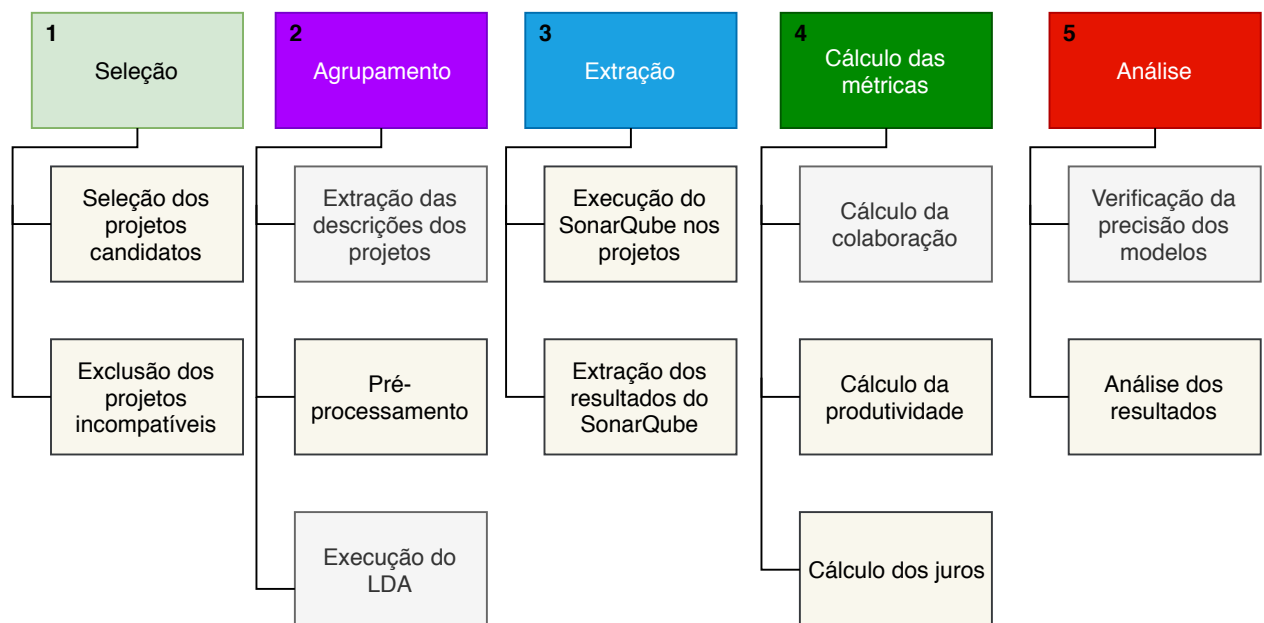 1
Seleção
2
Agrupamento
3
Extração
4
Cálculo das
métricas
5
Análise
Seleção dos
projetos
candidatos
Extração das
descrições dos
projetos
Execução do
SonarQube nos
projetos
Cálculo da
colaboração
Verificação da
precisão dos
modelos
Exclusão dos
projetos
incompatíveis
Pré-
processamento
Extração dos
resultados do
SonarQube
Cálculo da
produtividade
Análise dos
resultados
Execução do
LDA
Cálculo dos juros